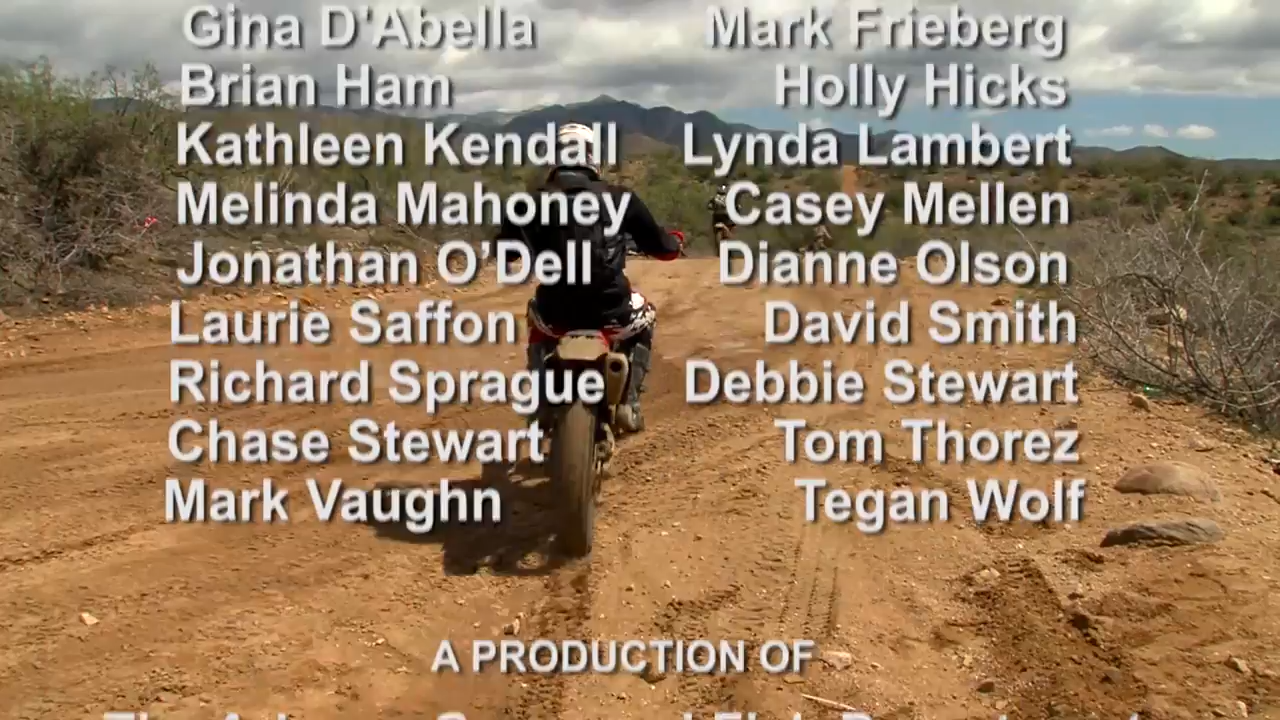 Gina D'Abella Mark Frieberg
Brian Ham Holly Hicks
Kathleen Kendall Lynda Lambert
Melinda Mahoney Casey Mellen
Jonathan O’Dell Dianne Olson
Laurie Saffon David Smith
Richard Sprague Debbie Stewart
Chase Stewart Tom Thorez
Mark Vaughn Tegan Wolf
A PRODUCTION OF